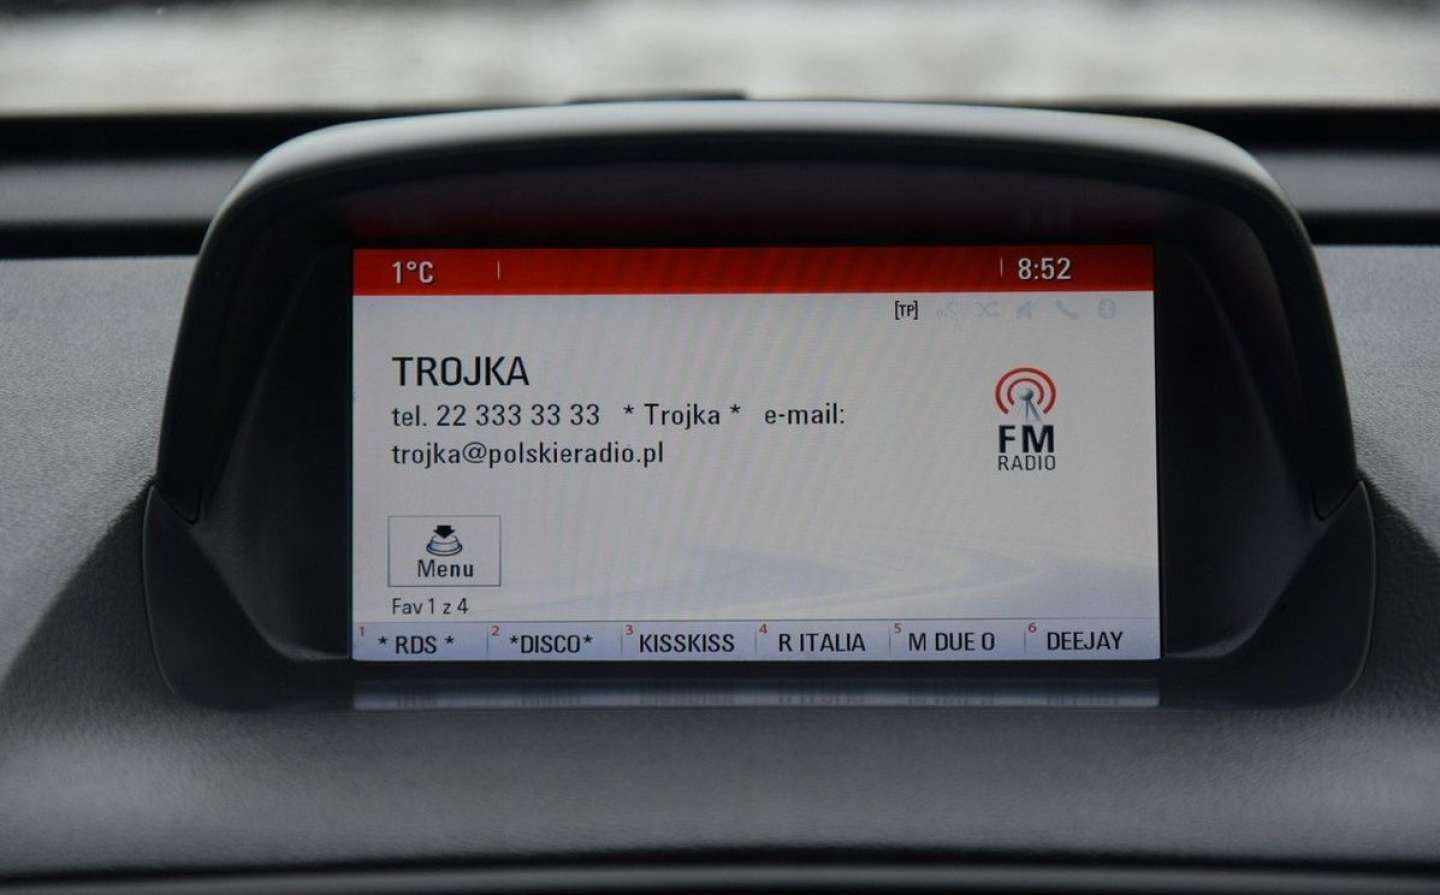 1°C 8:52
[TP]
TROJKA
tel. 22 333 33 33 * Trojka * e-mail:
trojka@polskieradio.pl
FM
RADIO
Menu
Fav 1 z 4
1 * RDS * 2 *DISCO* 3 KISSKISS 4 R ITALIA 5 M DUE O 6 DEEJAY